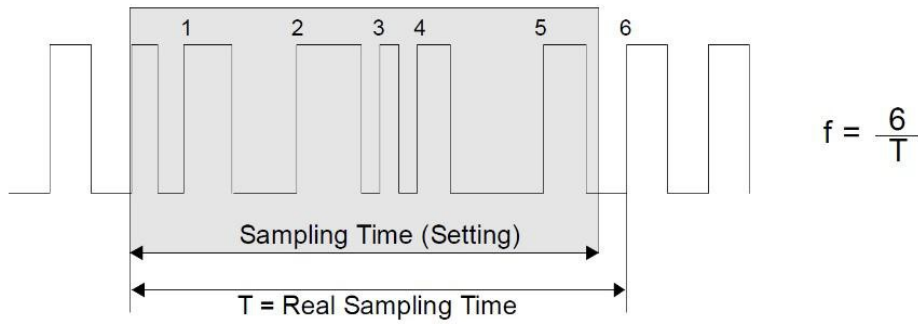 1 2 3 4 5 6
f = 6/T
Sampling Time (Setting)
T = Real Sampling Time